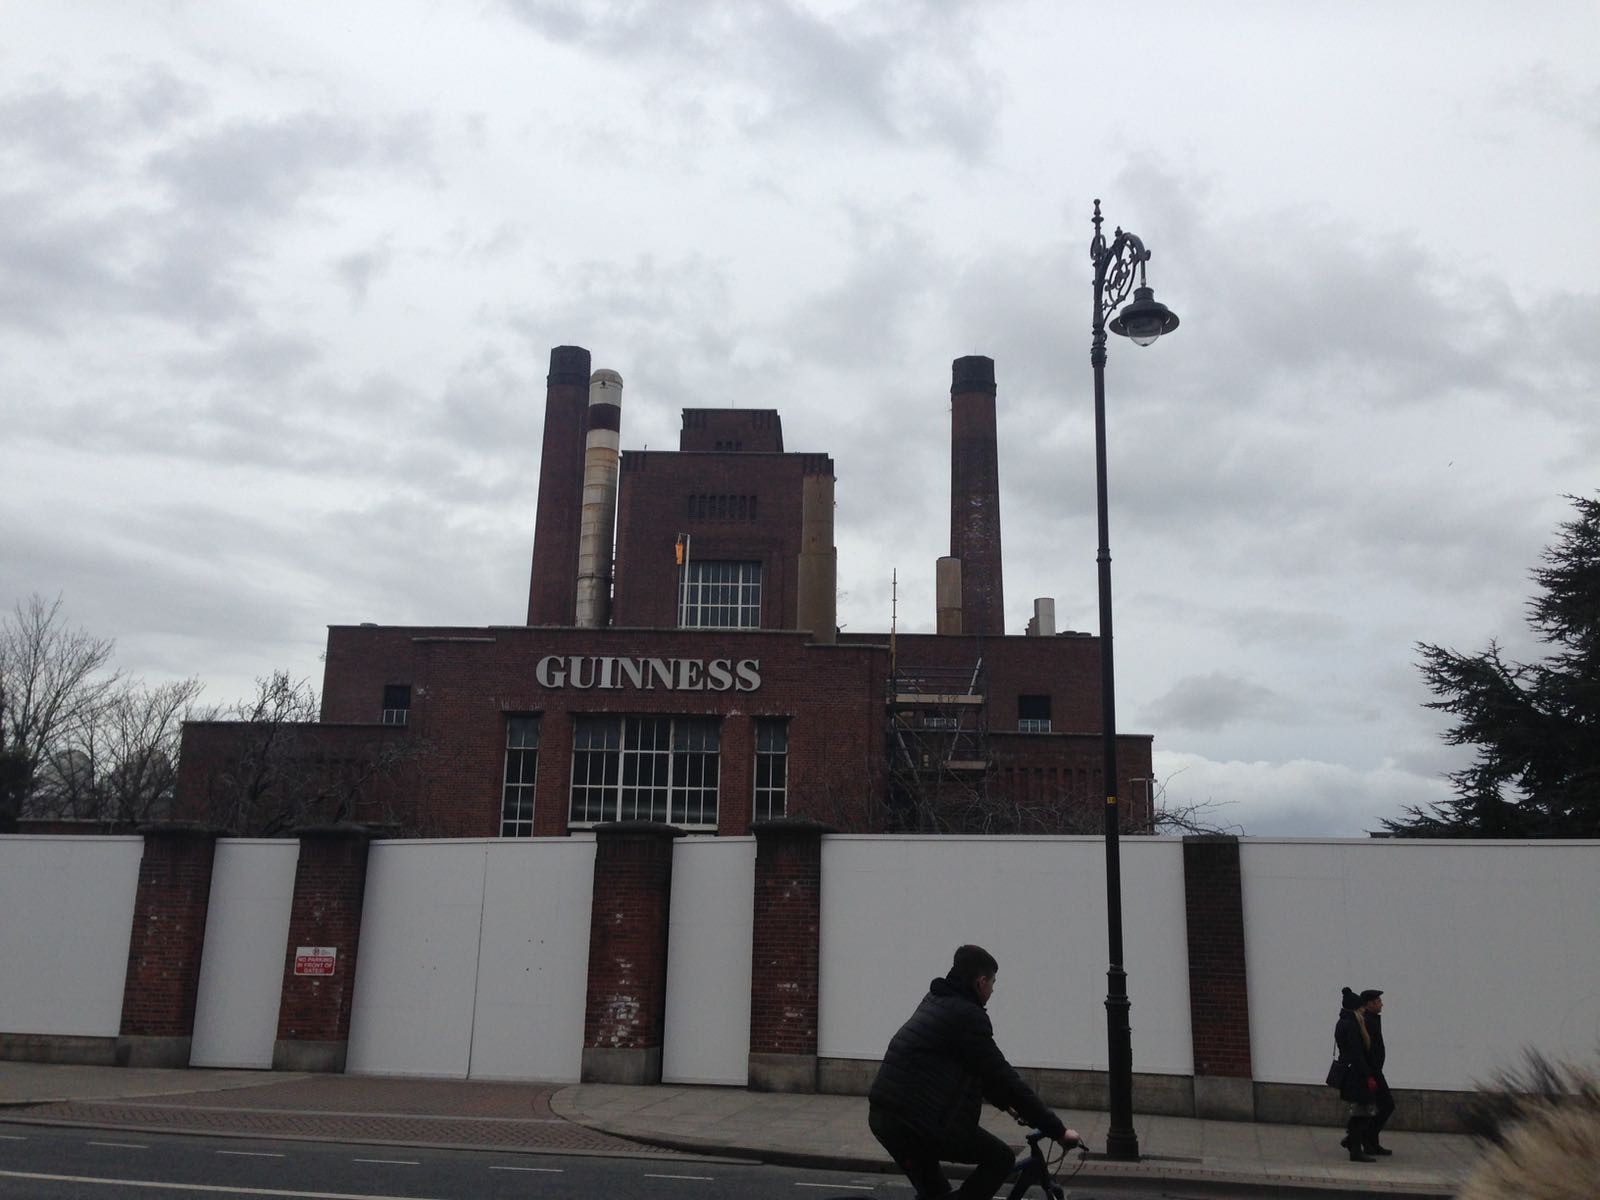 GUINNESS
NO PARKING
IN FRONT OF
GATES